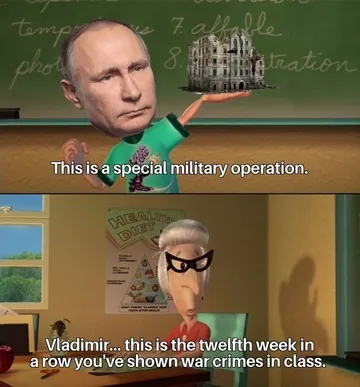 expendable
7. affable
8.
This is a special military operation.
HEALTHY
DIET
Vladimir... this is the twelfth week in
a row you've shown war crimes in class.